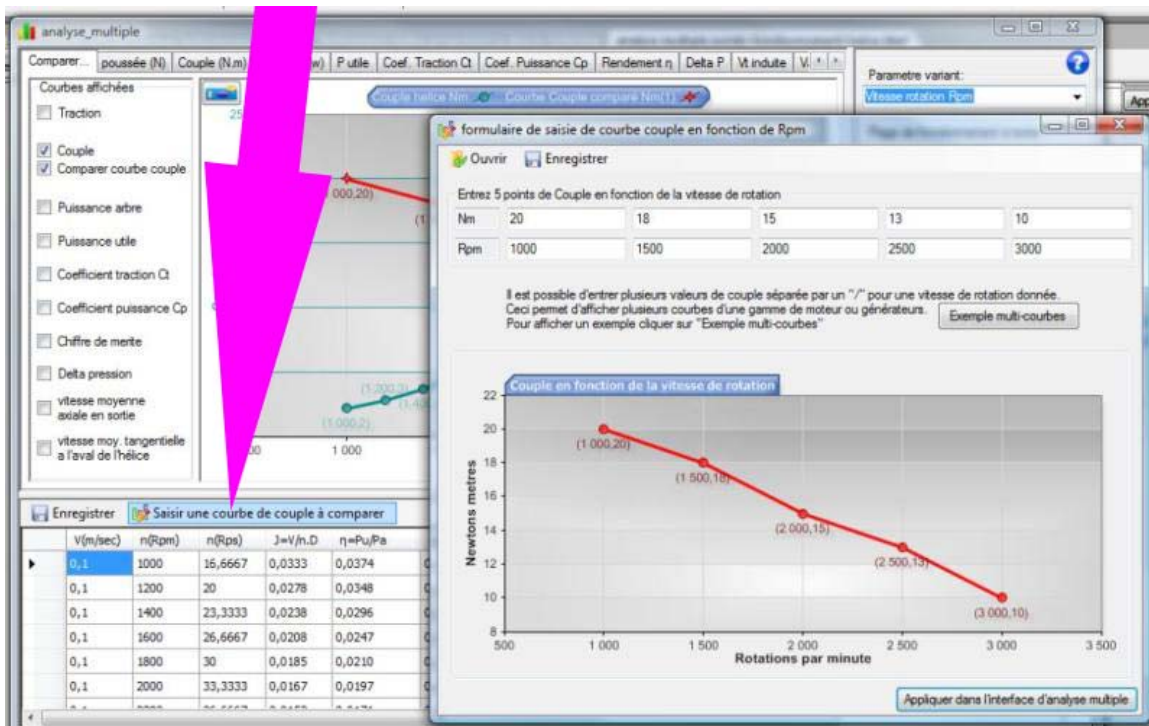 analyse_multiple
Comparer... poussée (N) Couple (N.m) P utile Coef. Traction Ct Coef. Puissance Cp Rendement η Delta P Vt induite
Parametre variant:
Vitesse rotation Rpm
Courbes affichées
Traction
Couple
Comparer courbe couple
Puissance arbre
Puissance utile
Coefficient traction Ct
Coefficient puissance Cp
Chiffre de merite
Delta pression
vitesse moyenne
axiale en sortie
vitesse moy. tangentielle
a l'aval de l'hélice
Couple hélice Nm Courbe Couple comparé Nm(1)
25
000,20)
(1 200,3)
(1 000,2)
1 000
Enregistrer Saisir une courbe de couple à comparer
V(m/sec) n(Rpm) n(Rps) J=V/n.D η=Pu/Pa
0,1 1000 16,6667 0,0333 0,0374
0,1 1200 20 0,0278 0,0348
0,1 1400 23,3333 0,0238 0,0296
0,1 1600 26,6667 0,0208 0,0247
0,1 1800 30 0,0185 0,0210
0,1 2000 33,3333 0,0167 0,0197
formulaire de saisie de courbe couple en fonction de Rpm
Ouvrir Enregistrer
Entrez 5 points de Couple en fonction de la vitesse de rotation
Nm 20 18 15 13 10
Rpm 1000 1500 2000 2500 3000
Il est possible d'entrer plusieurs valeurs de couple séparée par un "/" pour une vitesse de rotation donnée.
Ceci permet d'afficher plusieurs courbes d'une gamme de moteur ou générateurs.
Pour afficher un exemple cliquer sur "Exemple multi-courbes"
Exemple multi-courbes
Couple en fonction de la vitesse de rotation
22
20
18
16
14
12
10
8
Newtons metres
(1 000,20)
(1 500,18)
(2 000,15)
(2 500,13)
(3 000,10)
500 1 000 1 500 2 000 2 500 3 000 3 500
Rotations par minute
Appliquer dans l'interface d'analyse multiple